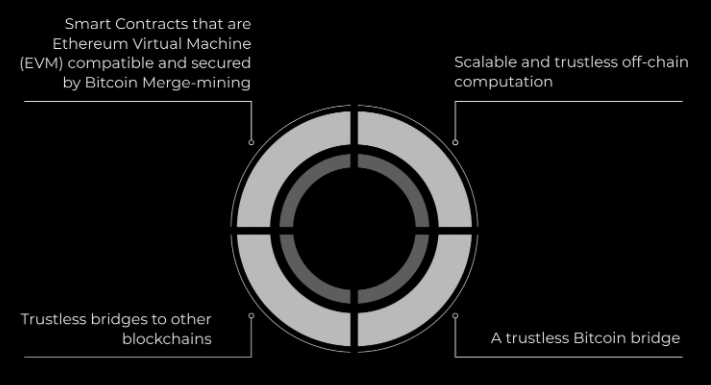 Smart Contracts that are
Ethereum Virtual Machine
(EVM) compatible and secured
by Bitcoin Merge-mining
Scalable and trustless off-chain
computation
Trustless bridges to other
blockchains
A trustless Bitcoin bridge